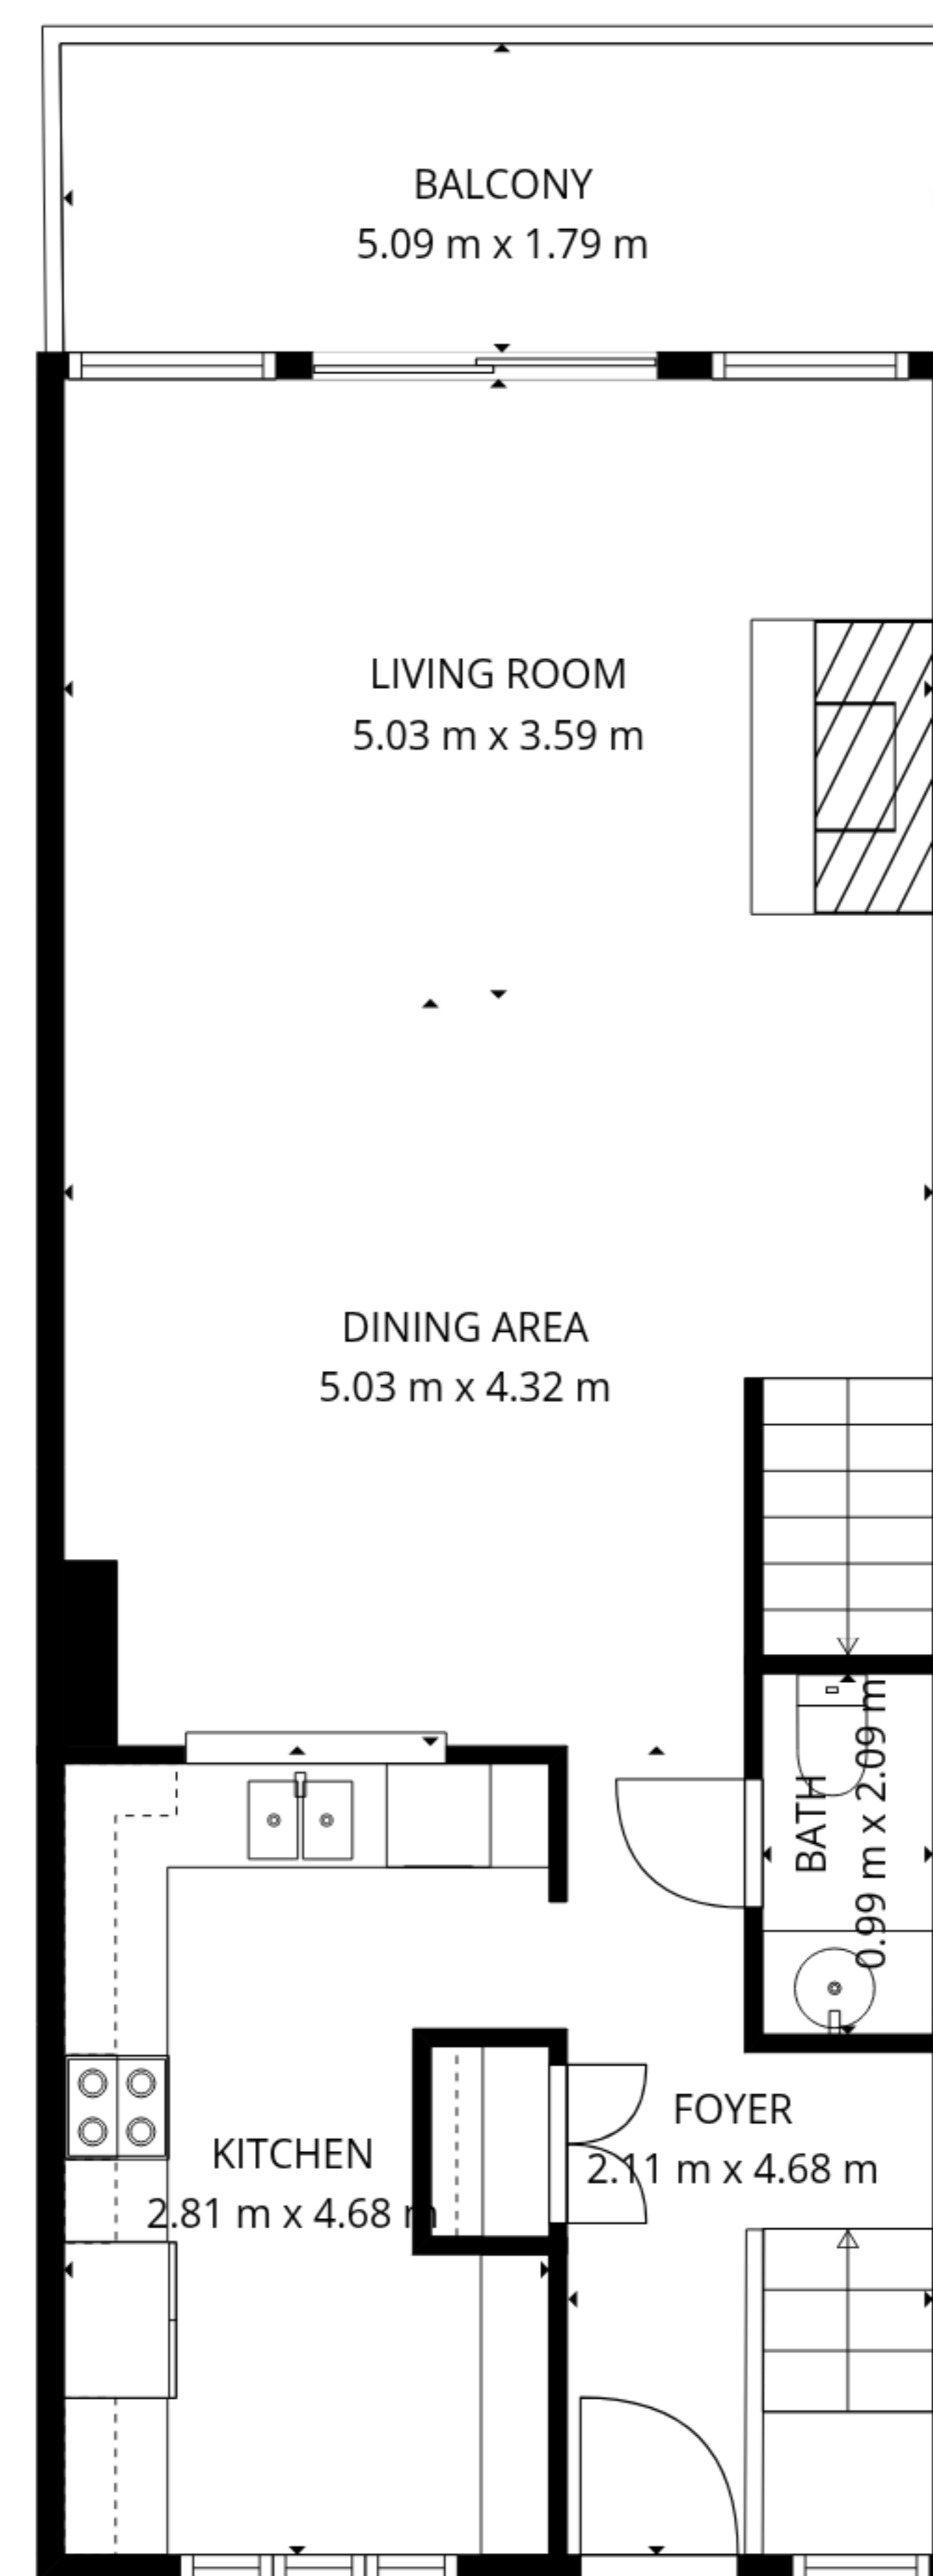 BALCONY
5.09 m x 1.79 m
LIVING ROOM
5.03 m x 3.59 m
DINING AREA
5.03 m x 4.32 m
BATH
0.99 m x 2.09 m
FOYER
2.11 m x 4.68 m
KITCHEN
2.81 m x 4.68 m